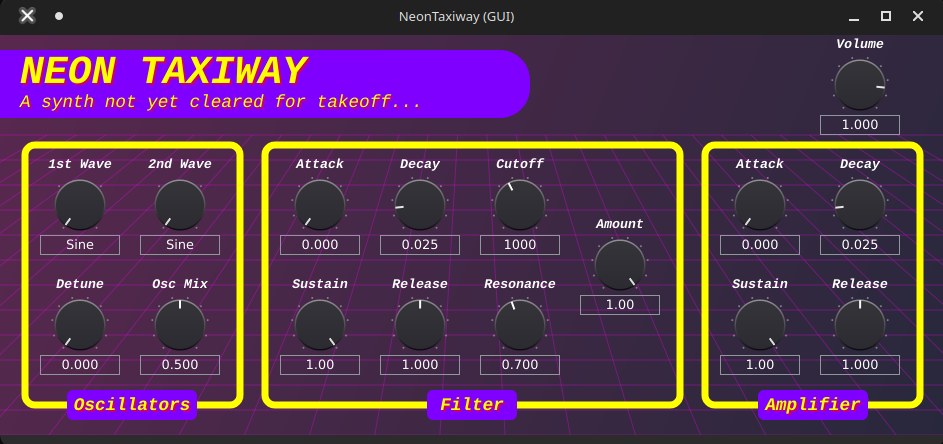 NeonTaxiway (GUI)
NEON TAXIWAY
A synth not yet cleared for takeoff...
Volume
1.000
1st Wave 2nd Wave
Sine Sine
Detune Osc Mix
0.000 0.500
Oscillators
Attack Decay Cutoff
0.000 0.025 1000
Amount
1.00
Sustain Release Resonance
1.00 1.000 0.700
Filter
Attack Decay
0.000 0.025
Sustain Release
1.00 1.000
Amplifier